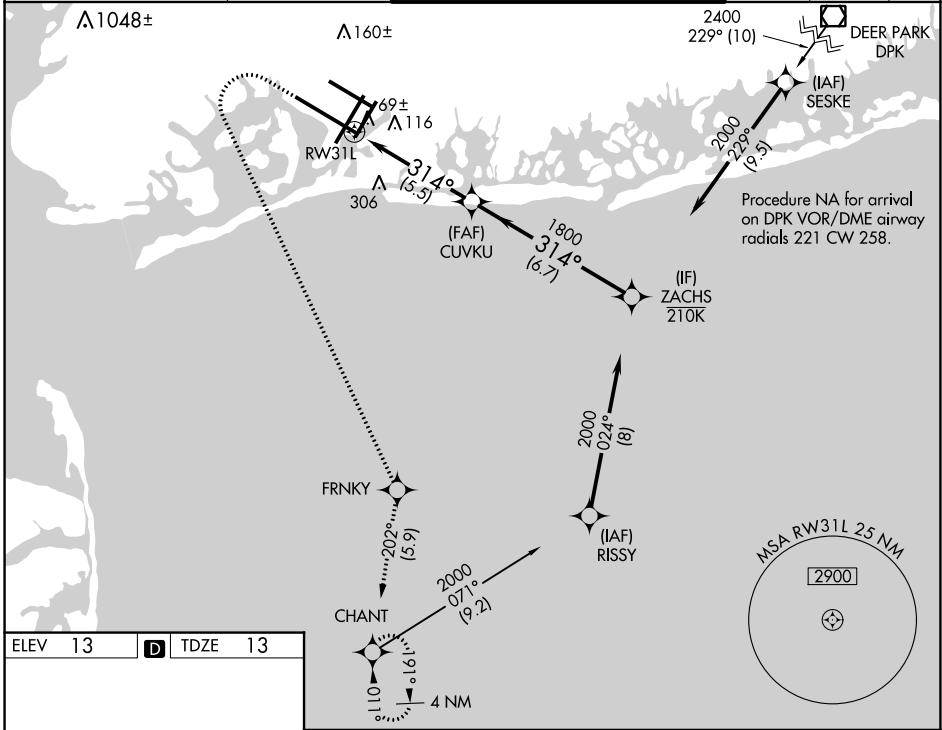 1048±
160±
2400
229° (10)
DEER PARK
DPK
(IAF)
SESKE
69±
116
RW31L
2000
229°
(9.5)
314°
(5.5)
306
Procedure NA for arrival
on DPK VOR/DME airway
radials 221 CW 258.
(FAF)
CUVKU
1800
314°
(6.7)
(IF)
ZACHS
210K
2000
024°
(8)
FRNKY
(IAF)
RISSY
202°
(5.9)
MSA RW31L 25 NM
2900
2000
071°
(9.2)
CHANT
ELEV 13 D TDZE 13
191°
011°
4 NM